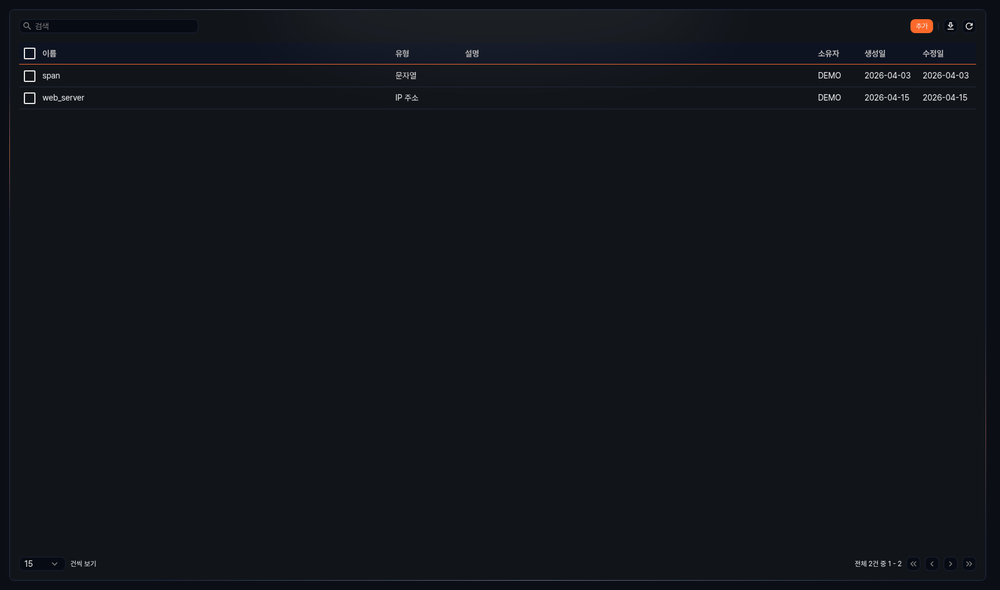 검색 추가
이름 유형 설명 소유자 생성일 수정일
span 문자열 DEMO 2026-04-03 2026-04-03
web_server IP 주소 DEMO 2026-04-15 2026-04-15
15 건씩 보기 전체 2건 중 1 - 2